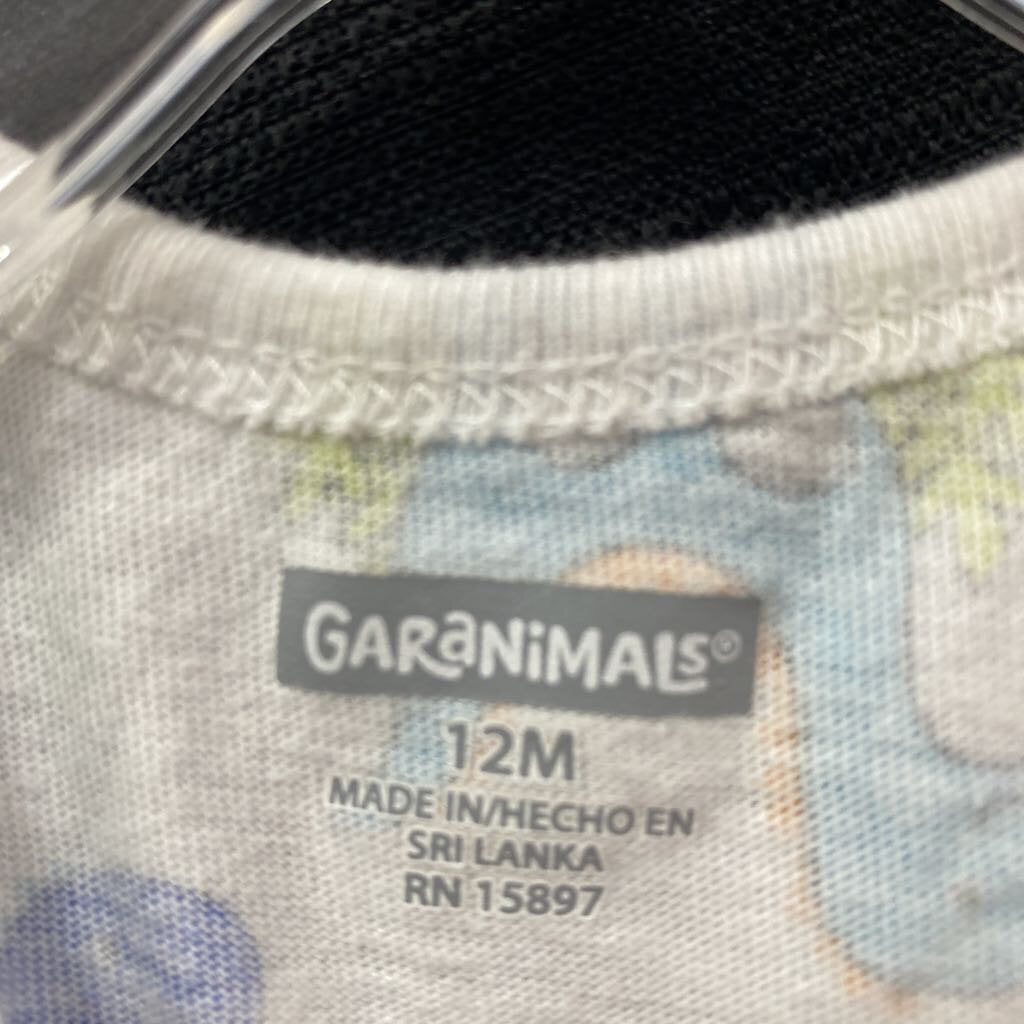 GARaNiMALs®
12M
MADE IN/HECHO EN
SRI LANKA
RN 15897